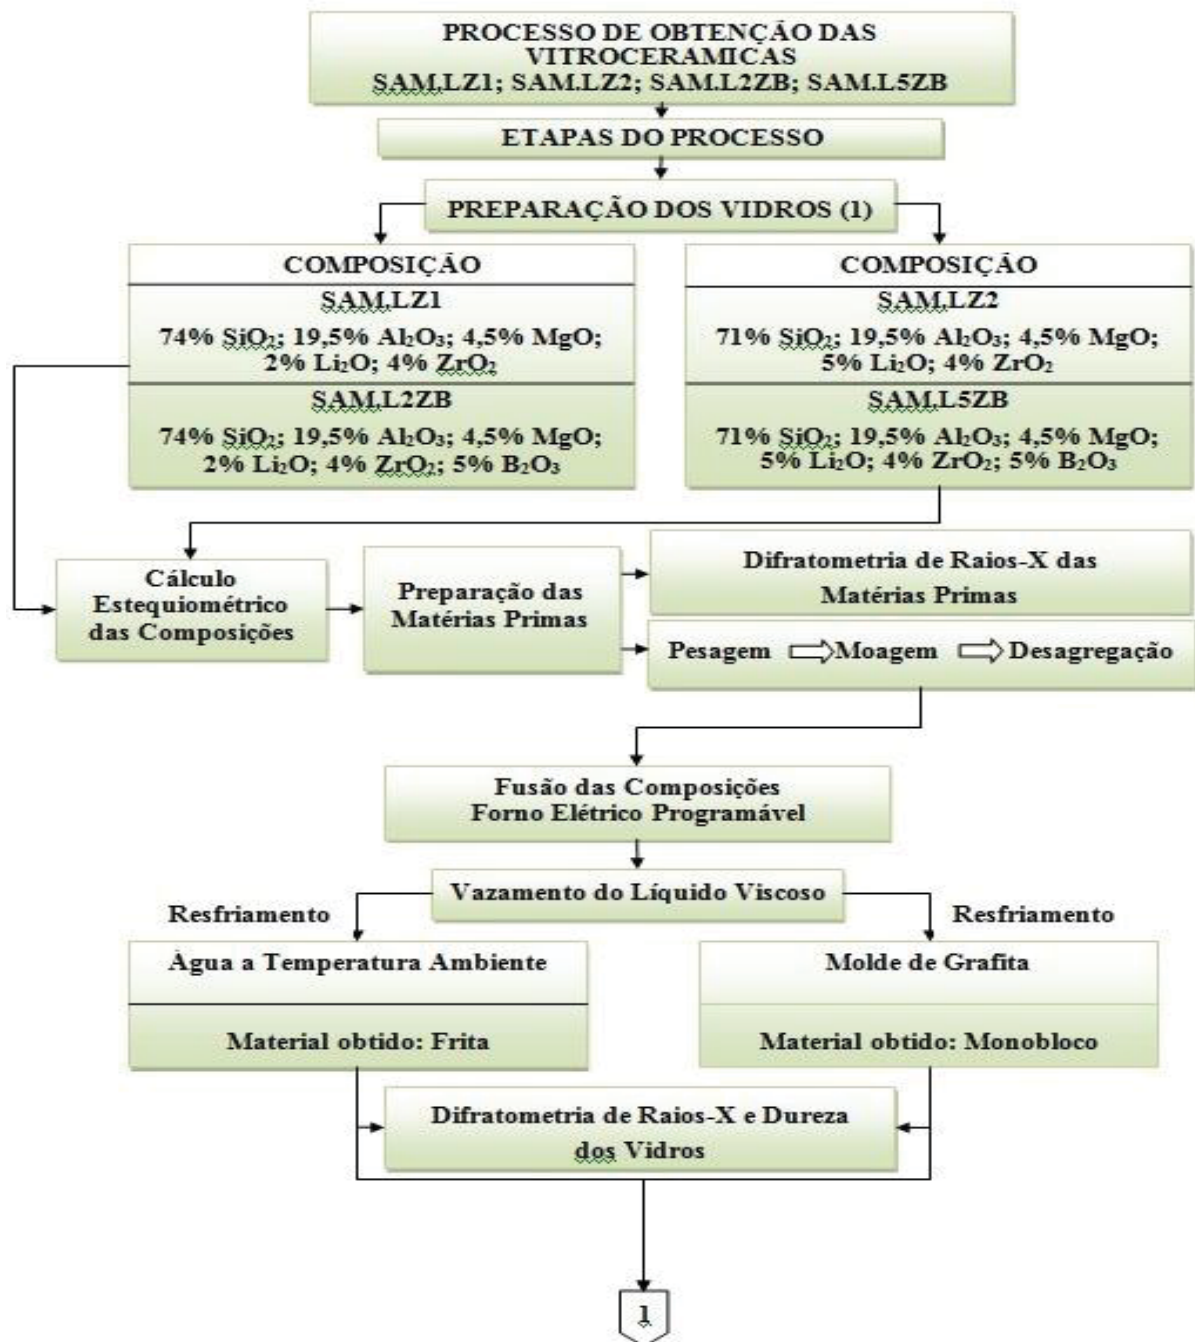 PROCESSO DE OBTENÇÃO DAS
VITROCERAMICAS
SAM.LZ1; SAM.LZ2; SAM.L2ZB; SAM.L5ZB
ETAPAS DO PROCESSO
PREPARAÇÃO DOS VIDROS (1)
COMPOSIÇÃO
SAM.LZ1
74% SiO₂; 19,5% Al₂O₃; 4,5% MgO;
2% Li₂O; 4% ZrO₂
SAM.L2ZB
74% SiO₂; 19,5% Al₂O₃; 4,5% MgO;
2% Li₂O; 4% ZrO₂; 5% B₂O₃
COMPOSIÇÃO
SAM.LZ2
71% SiO₂; 19,5% Al₂O₃; 4,5% MgO;
5% Li₂O; 4% ZrO₂
SAM.L5ZB
71% SiO₂; 19,5% Al₂O₃; 4,5% MgO;
5% Li₂O; 4% ZrO₂; 5% B₂O₃
Cálculo
Estequiométrico
das Composições
Preparação das
Matérias Primas
Difratometria de Raios-X das
Matérias Primas
Pesagem Moagem Desagregação
Fusão das Composições
Forno Elétrico Programável
Vazamento do Líquido Viscoso
Resfriamento
Resfriamento
Água a Temperatura Ambiente
Material obtido: Frita
Molde de Grafita
Material obtido: Monobloco
Difratometria de Raios-X e Dureza
dos Vidros
1